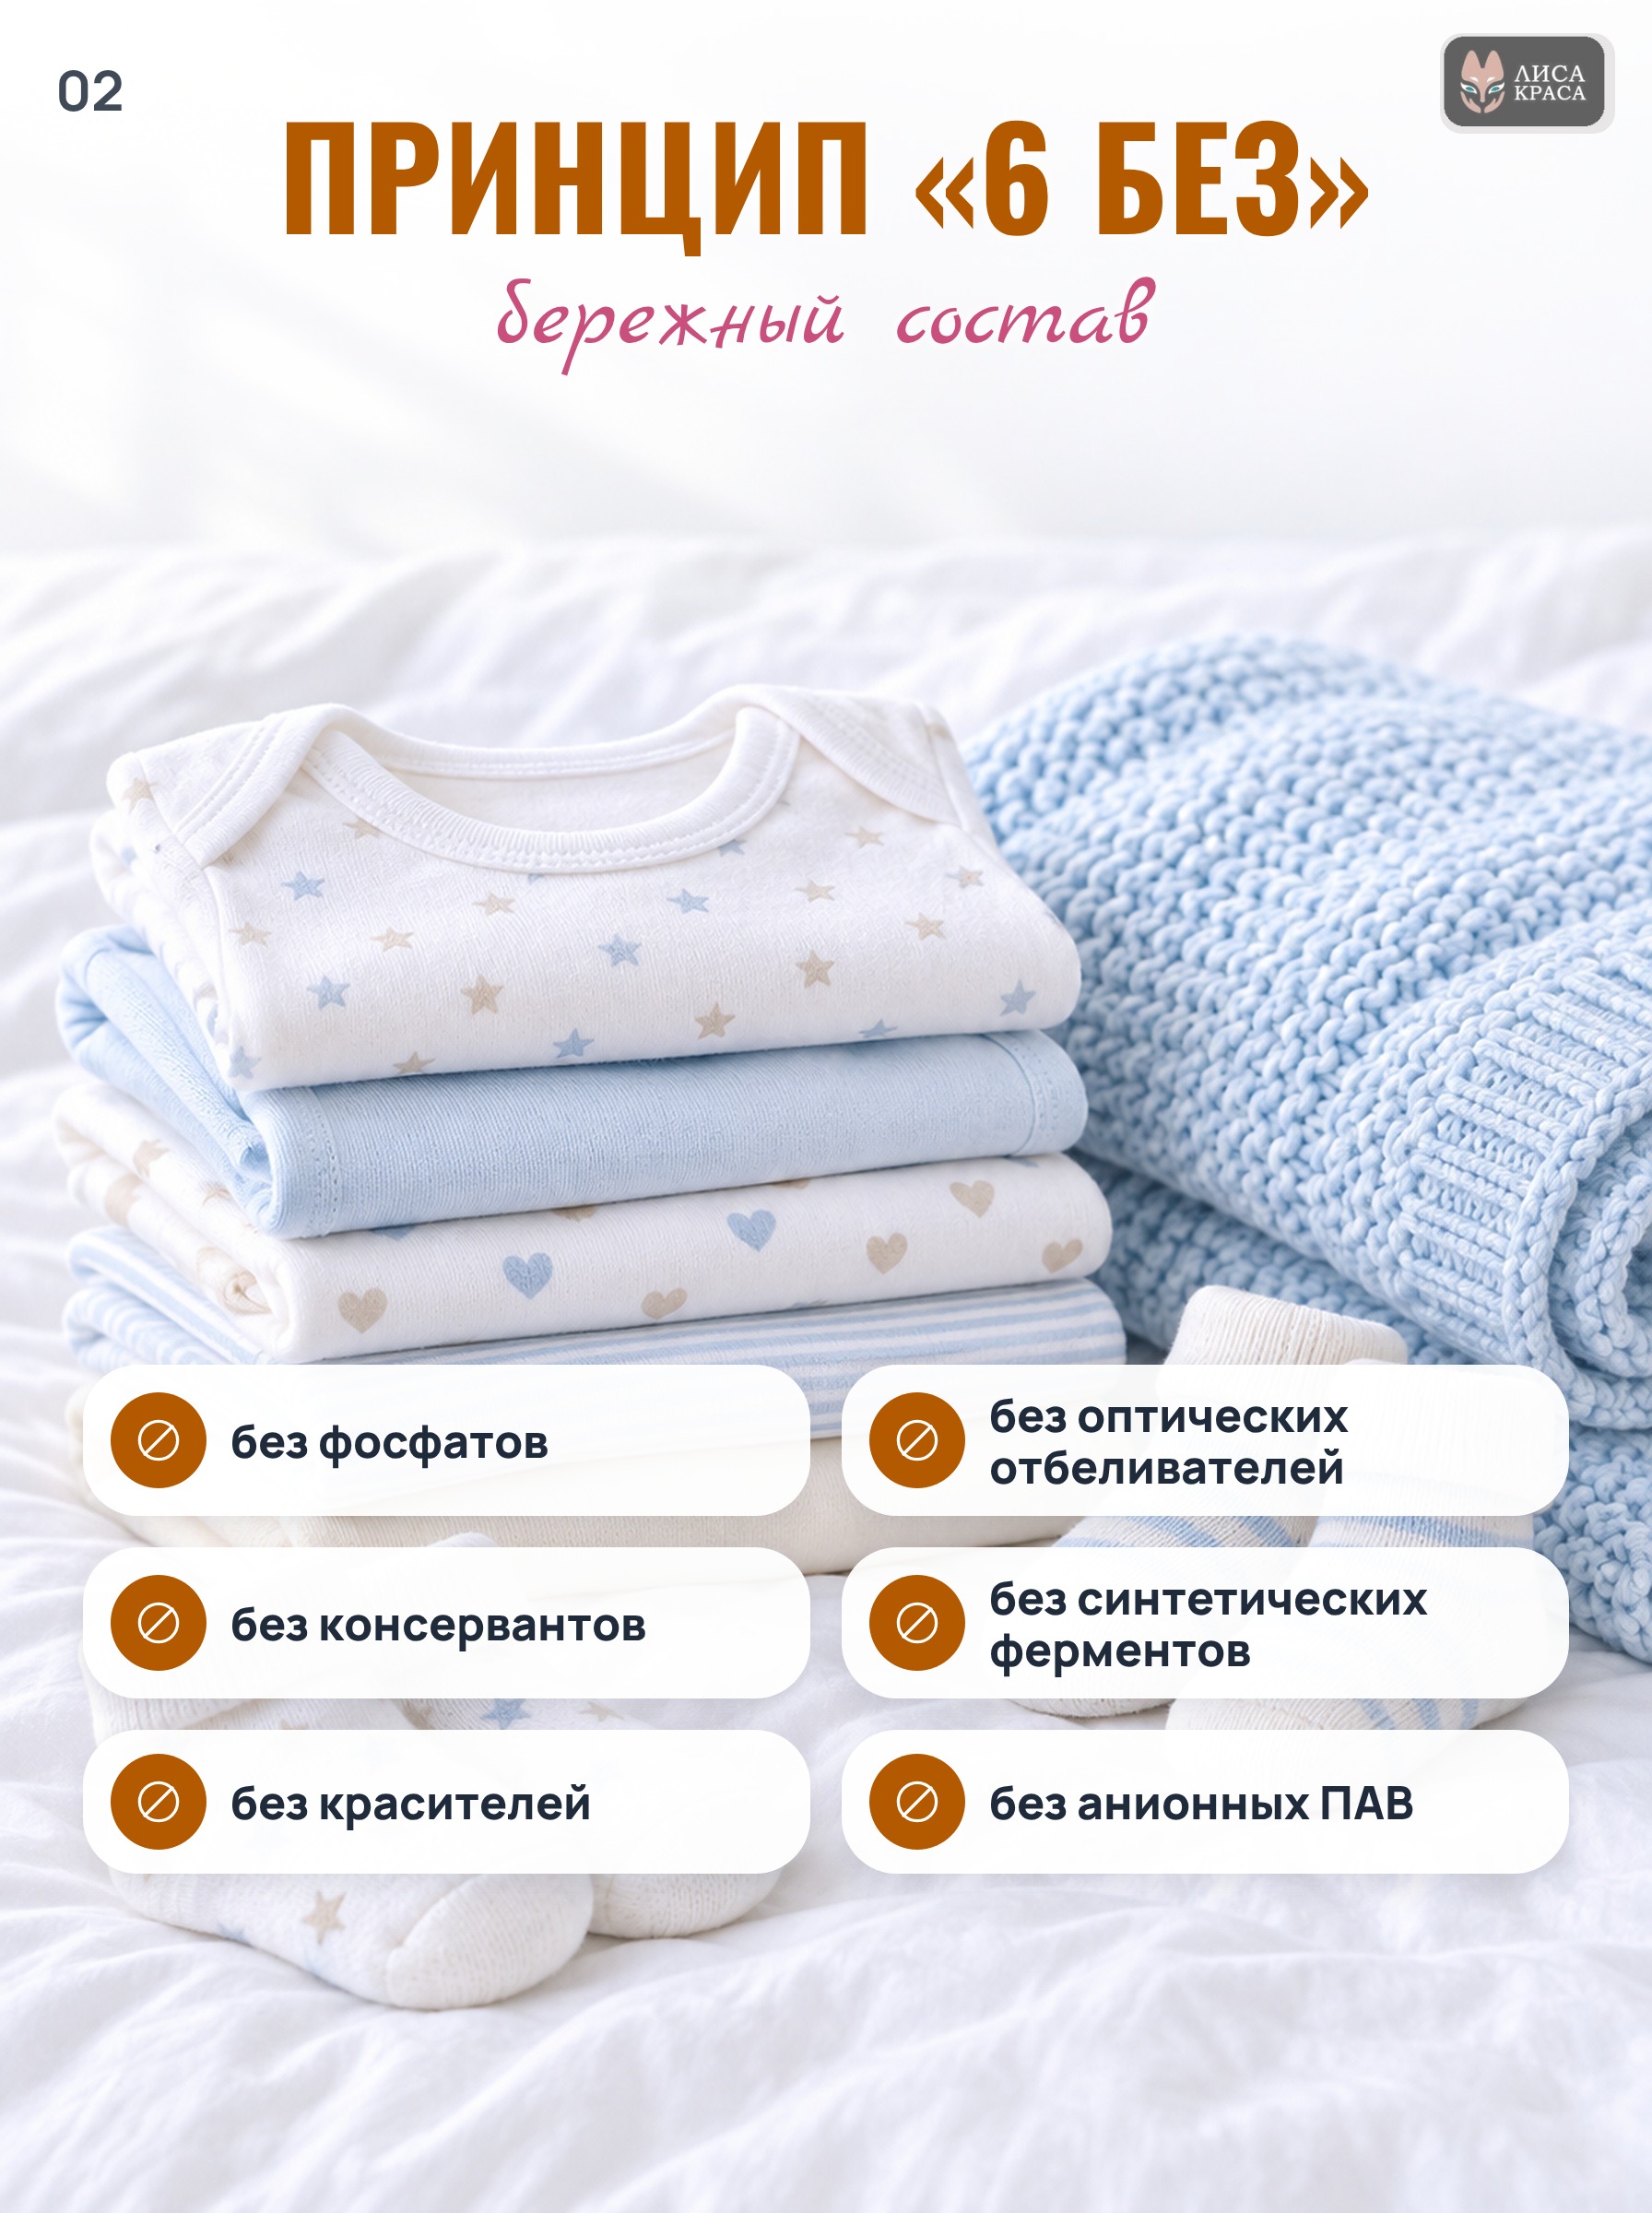 02
ЛИСА
КРАСА
ПРИНЦИП «6 БЕЗ»
бережный состав
без фосфатов
без оптических
отбеливателей
без консервантов
без синтетических
ферментов
без красителей
без анионных ПАВ